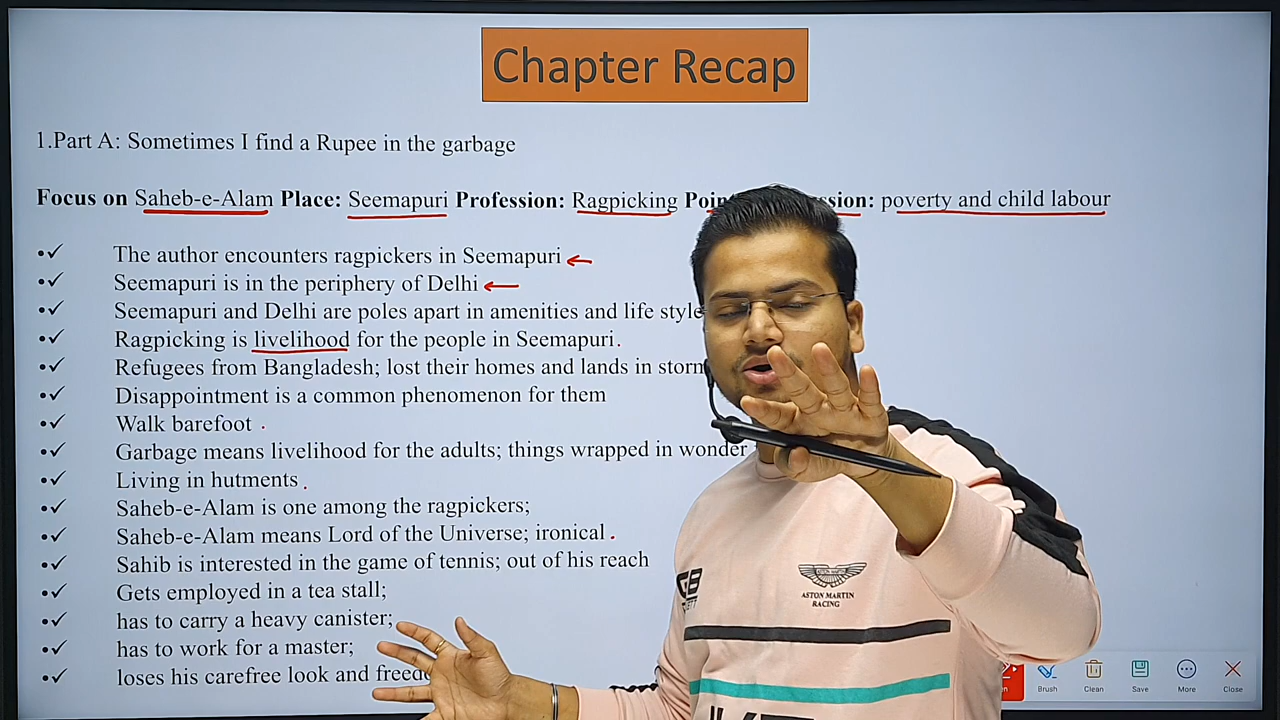 Chapter Recap
1.Part A: Sometimes I find a Rupee in the garbage
Focus on Saheb-e-Alam Place: Seemapuri Profession: Ragpicking poverty and child labour
•✓ The author encounters ragpickers in Seemapuri
•✓ Seemapuri is in the periphery of Delhi
•✓ Seemapuri and Delhi are poles apart in amenities and life style
•✓ Ragpicking is livelihood for the people in Seemapuri.
•✓ Refugees from Bangladesh; lost their homes and lands in
•✓ Disappointment is a common phenomenon for them
•✓ Walk barefoot
•✓ Garbage means livelihood for the adults; things wrapped in wonder
•✓ Living in hutments
•✓ Saheb-e-Alam is one among the ragpickers;
•✓ Saheb-e-Alam means Lord of the Universe; ironical
•✓ Sahib is interested in the game of tennis; out of his reach
•✓ Gets employed in a tea stall;
•✓ has to carry a heavy canister;
•✓ has to work for a master;
•✓ loses his carefree look and
ASTON MARTIN
RACING
Brush Clean Save More Close